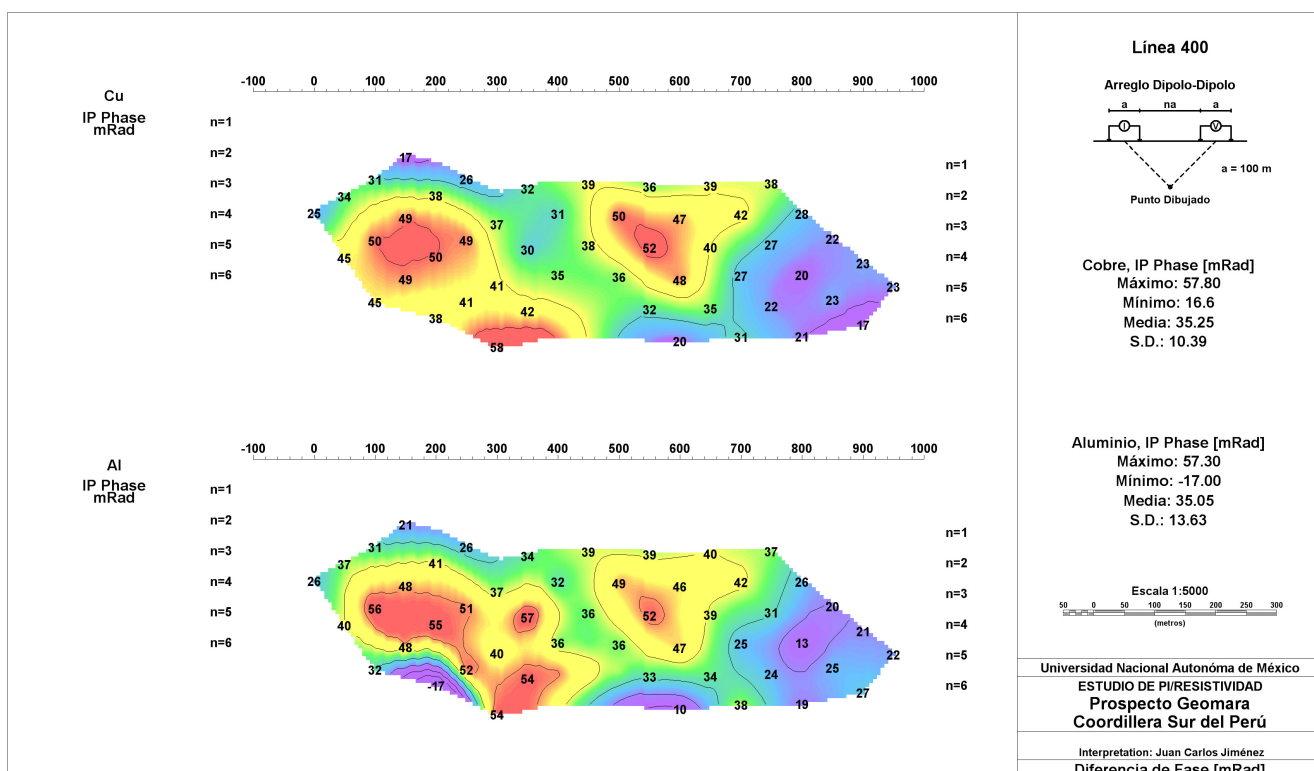 -100 0 100 200 300 400 500 600 700 800 900 1000
Cu
IP Phase
mRad
n=1
n=2
n=3
n=4
n=5
n=6
n=1
n=2
n=3
n=4
n=5
n=6
17
31 26 32 39 36 39 38
34 38
25 49 37 31 50 47 42 28
50 49 30 38 52 40 27 22
45 50 23
49 41 35 36 48 27 20 23
45 41 42 32 35 22 23
38 17
58 20 31 21
-100 0 100 200 300 400 500 600 700 800 900 1000
Al
IP Phase
mRad
n=1
n=2
n=3
n=4
n=5
n=6
n=1
n=2
n=3
n=4
n=5
n=6
21
31 26 34 39 39 40 37
37 41
26 48 37 32 49 46 42 26
56 51 57 36 52 39 31 20
40 55 21
48 40 36 36 47 25 13 22
32 52 54 33 34 24 25
-17 27
54 10 38 19
Línea 400
Arreglo Dipolo-Dipolo
a na a
I V
a = 100 m
Punto Dibujado
Cobre, IP Phase [mRad]
Máximo: 57.80
Mínimo: 16.6
Media: 35.25
S.D.: 10.39
Aluminio, IP Phase [mRad]
Máximo: 57.30
Mínimo: -17.00
Media: 35.05
S.D.: 13.63
Escala 1:5000
50 0 50 100 150 200 250 300
(metros)
Universidad Nacional Autonóma de México
ESTUDIO DE PI/RESISTIVIDAD
Prospecto Geomara
Coordillera Sur del Perú
Interpretation: Juan Carlos Jiménez
Diferencia de Fase [mRad]